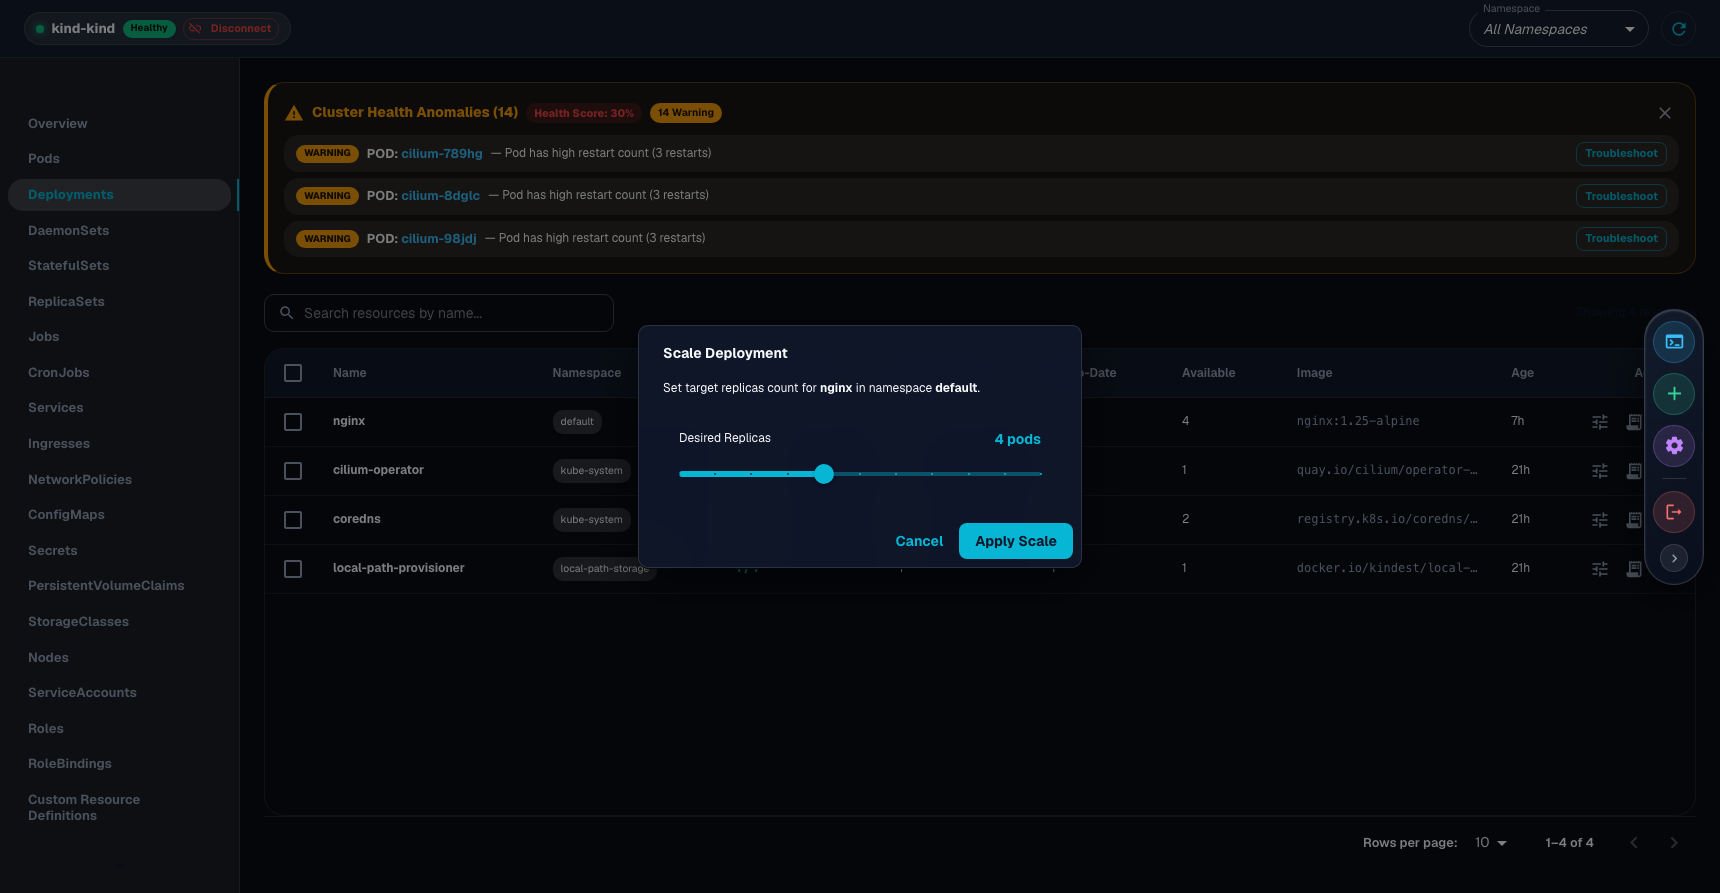 kind-kind Healthy Disconnect
Namespace
All Namespaces
Overview
Pods
Deployments
DaemonSets
StatefulSets
ReplicaSets
Jobs
CronJobs
Services
Ingresses
NetworkPolicies
ConfigMaps
Secrets
PersistentVolumeClaims
StorageClasses
Nodes
ServiceAccounts
Roles
RoleBindings
Custom Resource
Definitions
Cluster Health Anomalies (14) Health Score: 30% 14 Warning
WARNING POD: cilium-789hg — Pod has high restart count (3 restarts) Troubleshoot
WARNING POD: cilium-8dglc — Pod has high restart count (3 restarts) Troubleshoot
WARNING POD: cilium-98jdj — Pod has high restart count (3 restarts) Troubleshoot
Search resources by name...
Name Namespace -Date Available Image Age
nginx default 4 nginx:1.25-alpine 7h
cilium-operator kube-system 1 quay.io/cilium/operator-… 21h
coredns kube-system 2 registry.k8s.io/coredns/… 21h
local-path-provisioner local-path-storage 1 docker.io/kindest/local-… 21h
Scale Deployment
Set target replicas count for nginx in namespace default.
Desired Replicas 4 pods
Cancel Apply Scale
Rows per page: 10 1–4 of 4